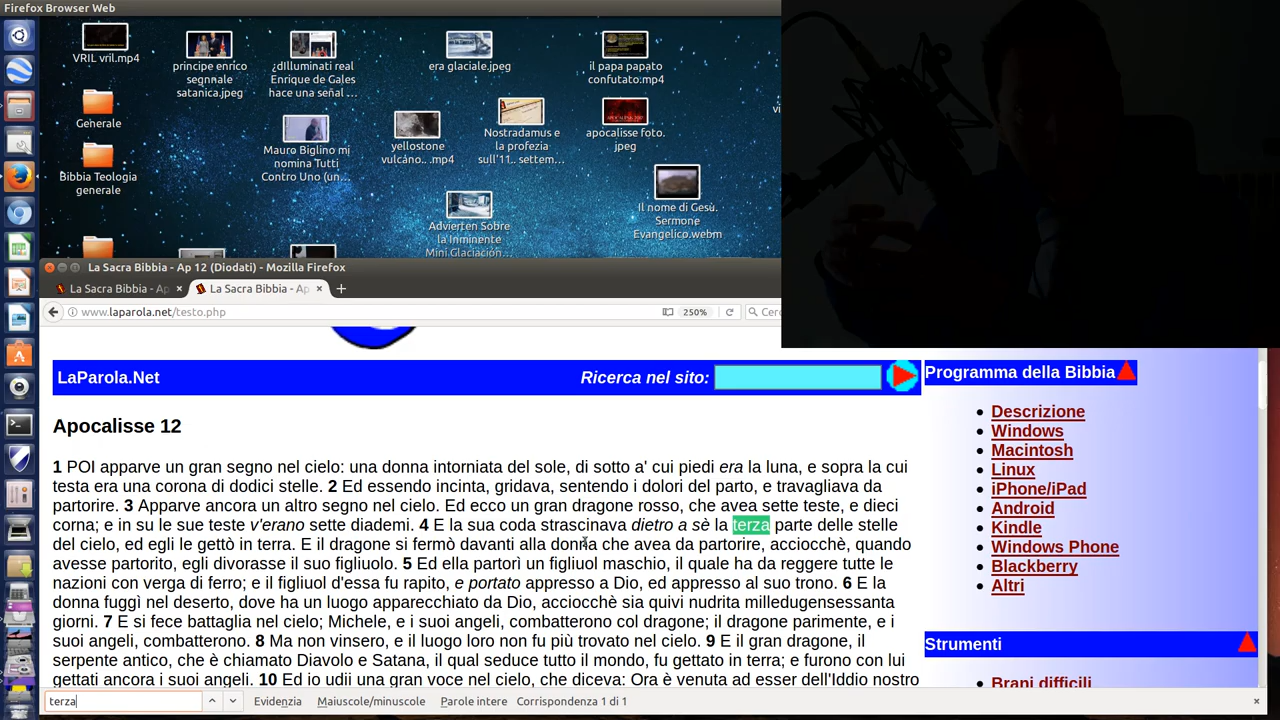 Firefox Browser Web
VRIL vril.mp4
principe enrico
segnnale
satanica.jpeg
¿dIlluminati real
Enrique de Gales
hace una señal ...
era glaciale.jpeg
il papa papato
confutato.mp4
Generale
Mauro Biglino mi
nomina Tutti
Contro Uno (un...
yellostone
vulcáno.. .mp4
Nostradamus e
la profezia
sull'11.. settem...
apocalisse foto.
jpeg
Bibbia Teologia
generale
Advierten Sobre
la Inminente
Mini Glaciación...
Il nome di Gesù.
Sermone
Evangelico.webm
La Sacra Bibbia - Ap 12 (Diodati) - Mozilla Firefox
La Sacra Bibbia - Ap
La Sacra Bibbia - Ap
www.laparola.net/testo.php
250%
Cerc
LaParola.Net
Ricerca nel sito:
Programma della Bibbia
Descrizione
Windows
Macintosh
Linux
iPhone/iPad
Android
Kindle
Windows Phone
Blackberry
Altri
Strumenti
Brani difficili
Apocalisse 12
1 POI apparve un gran segno nel cielo: una donna intorniata del sole, di sotto a' cui piedi era la luna, e sopra la cui
testa era una corona di dodici stelle. 2 Ed essendo incinta, gridava, sentendo i dolori del parto, e travagliava da
partorire. 3 Apparve ancora un altro segno nel cielo. Ed ecco un gran dragone rosso, che avea sette teste, e dieci
corna; e in su le sue teste v'erano sette diademi. 4 E la sua coda strascinava dietro a sè la terza parte delle stelle
del cielo, ed egli le gettò in terra. E il dragone si fermò davanti alla donna che avea da partorire, acciocchè, quando
avesse partorito, egli divorasse il suo figliuolo. 5 Ed ella partorì un figliuol maschio, il quale ha da reggere tutte le
nazioni con verga di ferro; e il figliuol d'essa fu rapito, e portato appresso a Dio, ed appresso al suo trono. 6 E la
donna fuggì nel deserto, dove ha un luogo apparecchiato da Dio, acciocchè sia quivi nudrita milledugensessanta
giorni. 7 E si fece battaglia nel cielo; Michele, e i suoi angeli, combatterono col dragone; il dragone parimente, e i
suoi angeli, combatterono. 8 Ma non vinsero, e il luogo loro non fu più trovato nel cielo. 9 E il gran dragone, il
serpente antico, che è chiamato Diavolo e Satana, il qual seduce tutto il mondo, fu gettato in terra; e furono con lui
gettati ancora i suoi angeli. 10 Ed io udii una gran voce nel cielo, che diceva: Ora è venuta ad esser dell'Iddio nostro
terza
Evidenzia
Maiuscole/minuscole
Parole intere
Corrispondenza 1 di 1